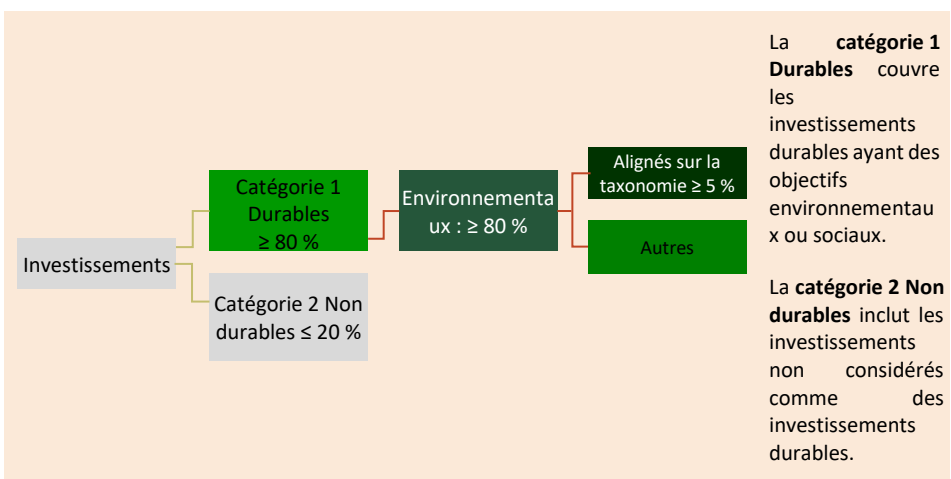 Investissements
Catégorie 1
Durables
≥ 80 %
Catégorie 2 Non
durables ≤ 20 %
Environnementa
ux : ≥ 80 %
Alignés sur la
taxonomie ≥ 5 %
Autres
La catégorie 1
Durables couvre
les
investissements
durables ayant des
objectifs
environnementau
x ou sociaux.
La catégorie 2 Non
durables inclut les
investissements
non considérés
comme des
investissements
durables.